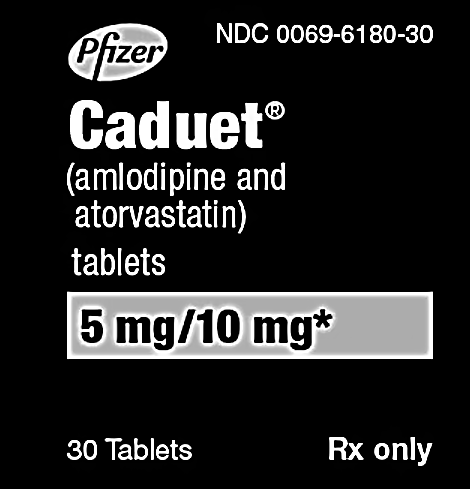 Pfizer
NDC 0069-6180-30
Caduet®
(amlodipine and
atorvastatin)
tablets
5 mg/10 mg*
30 Tablets
Rx only